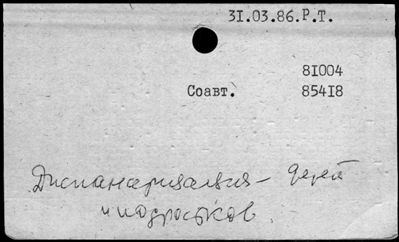 31.03.86.Р.Т.
81004
Соавт. 85418
Диспансеризация – детей
и подростков.